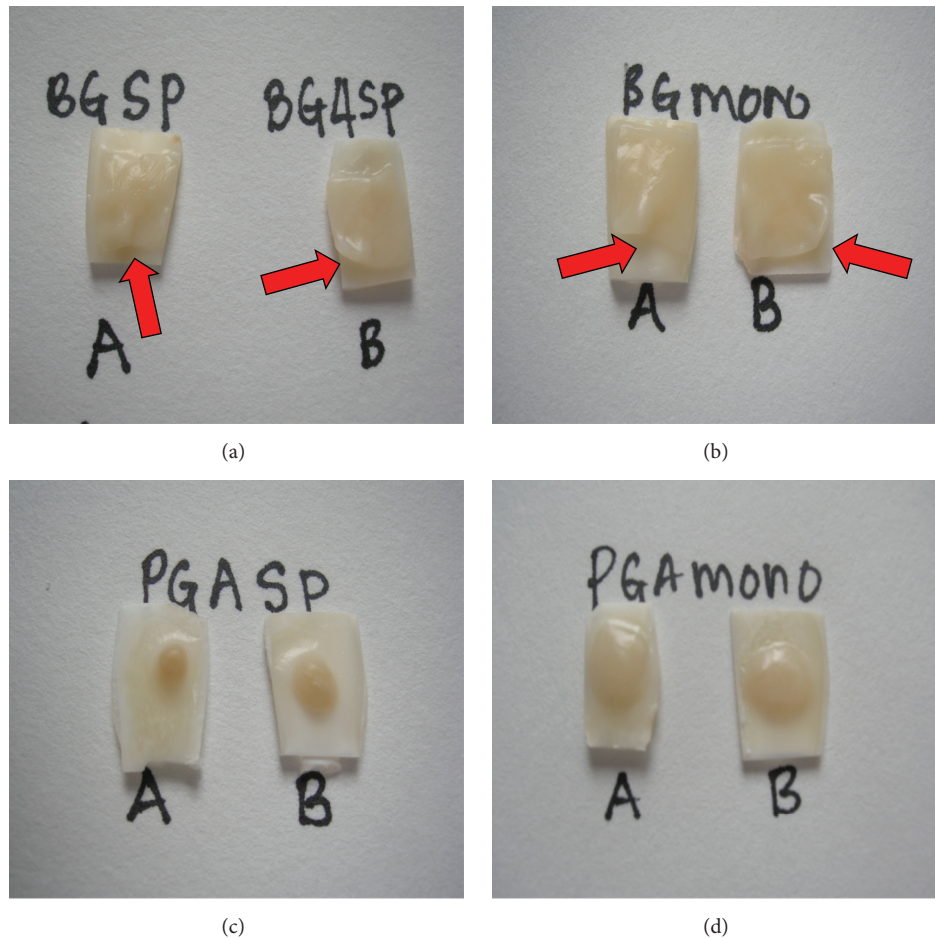 BGSP BG4SP
A B
(a)
BGmono
A B
(b)
PGASP
A B
(c)
PGAmono
A B
(d)